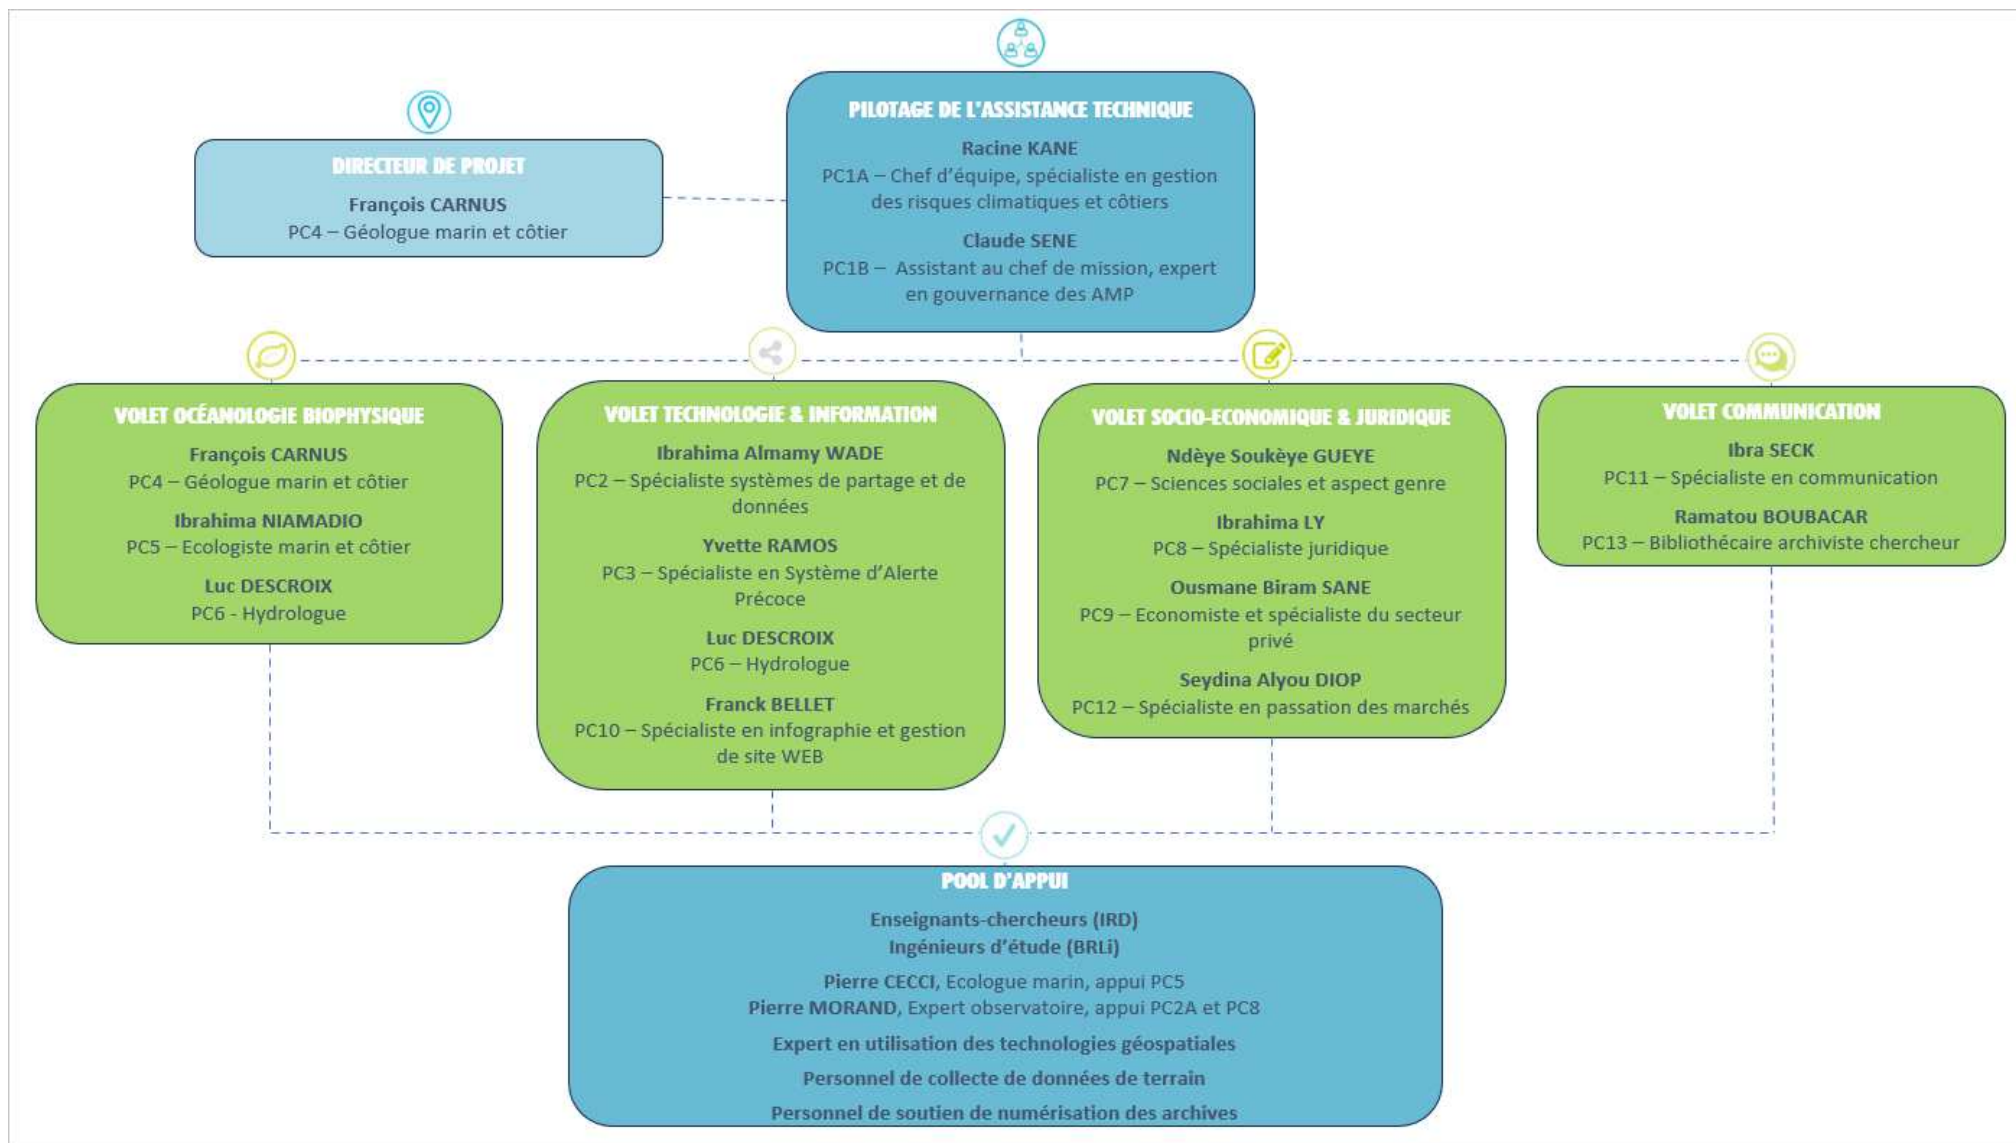 DIRECTEUR DE PROJET
François CARNUS
PC4 – Géologue marin et côtier
PILOTAGE DE L'ASSISTANCE TECHNIQUE
Racine KANE
PC1A – Chef d'équipe, spécialiste en gestion
des risques climatiques et côtiers
Claude SENE
PC1B – Assistant au chef de mission, expert
en gouvernance des AMP
VOLET OCÉANOLOGIE BIOPHYSIQUE
François CARNUS
PC4 – Géologue marin et côtier
Ibrahima NIAMADIO
PC5 – Ecologiste marin et côtier
Luc DESCROIX
PC6 - Hydrologue
VOLET TECHNOLOGIE & INFORMATION
Ibrahima Almamy WADE
PC2 – Spécialiste systèmes de partage et de
données
Yvette RAMOS
PC3 – Spécialiste en Système d'Alerte
Précoce
Luc DESCROIX
PC6 – Hydrologue
Franck BELLET
PC10 – Spécialiste en infographie et gestion
de site WEB
VOLET SOCIO-ECONOMIQUE & JURIDIQUE
Ndèye Soukèye GUEYE
PC7 – Sciences sociales et aspect genre
Ibrahima LY
PC8 – Spécialiste juridique
Ousmane Biram SANE
PC9 – Economiste et spécialiste du secteur
privé
Seydina Alyou DIOP
PC12 – Spécialiste en passation des marchés
VOLET COMMUNICATION
Ibra SECK
PC11 – Spécialiste en communication
Ramatou BOUBACAR
PC13 – Bibliothécaire archiviste chercheur
POOL D'APPUI
Enseignants-chercheurs (IRD)
Ingénieurs d'étude (BRLi)
Pierre CECCI, Ecologue marin, appui PC5
Pierre MORAND, Expert observatoire, appui PC2A et PC8
Expert en utilisation des technologies géospatiales
Personnel de collecte de données de terrain
Personnel de soutien de numérisation des archives